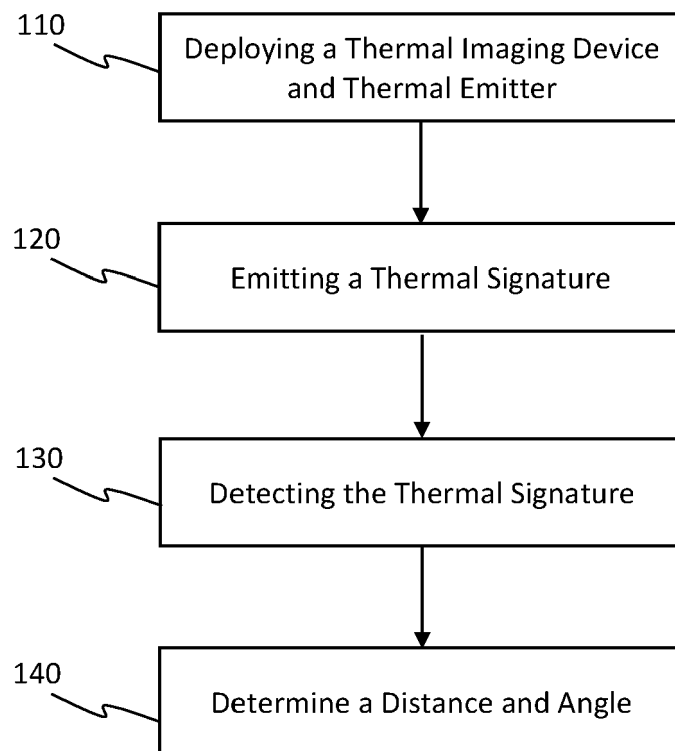 110
Deploying a Thermal Imaging Device
and Thermal Emitter
120
Emitting a Thermal Signature
130
Detecting the Thermal Signature
140
Determine a Distance and Angle